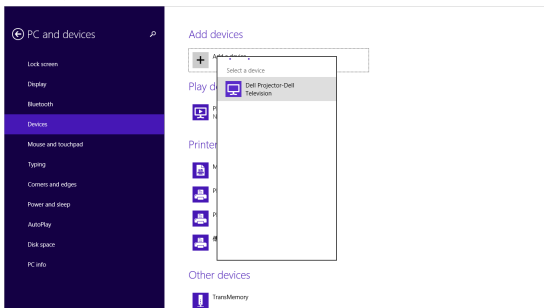 PC and devices
Lock screen
Display
Bluetooth
Devices
Mouse and touchpad
Typing
Corners and edges
Power and sleep
AutoPlay
Disk space
PC info
Add devices
Select a device
Dell Projector-Dell
Television
Play d
P
N
Printer
M
P
P
Other devices
TransMemory